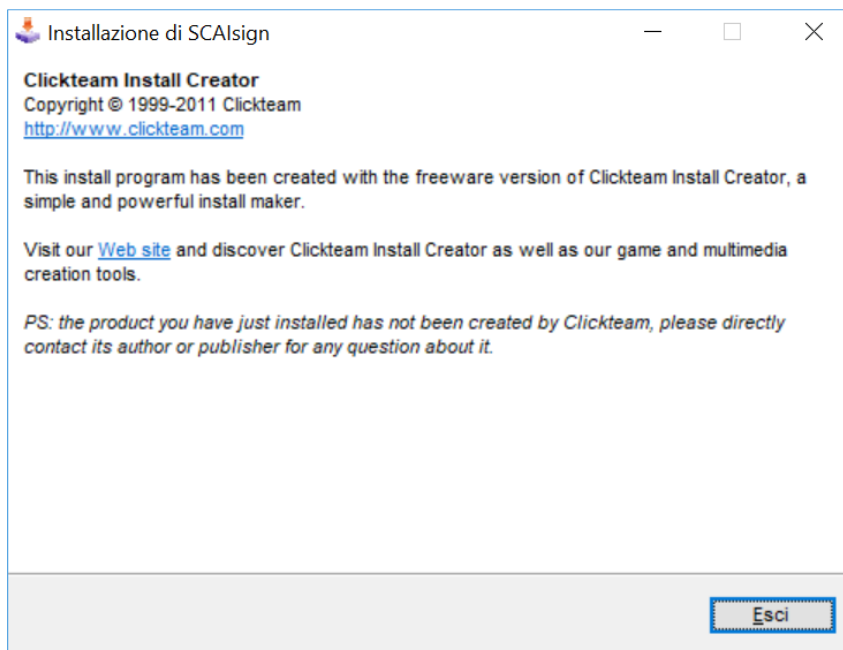 Installazione di SCAIsign
Clickteam Install Creator
Copyright © 1999-2011 Clickteam
http://www.clickteam.com
This install program has been created with the freeware version of Clickteam Install Creator, a
simple and powerful install maker.
Visit our Web site and discover Clickteam Install Creator as well as our game and multimedia
creation tools.
PS: the product you have just installed has not been created by Clickteam, please directly
contact its author or publisher for any question about it.
Esci